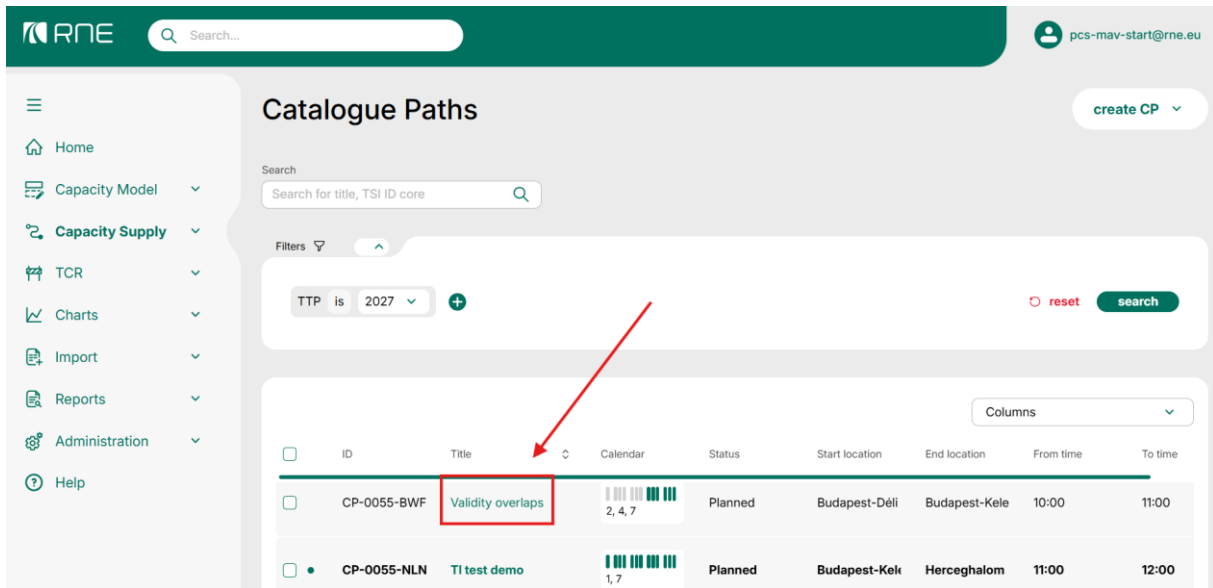 RNE
Search...
pcs-mav-start@rne.eu
Catalogue Paths
create CP
Home
Capacity Model
Capacity Supply
TCR
Charts
Import
Reports
Administration
Help
Search
Search for title, TSI ID core
Filters
TTP is 2027
reset
search
Columns
ID Title Calendar Status Start location End location From time To time
CP-0055-BWF Validity overlaps 2, 4, 7 Planned Budapest-Déli Budapest-Kele 10:00 11:00
CP-0055-NLN TI test demo 1, 7 Planned Budapest-Kele Herceghalom 11:00 12:00